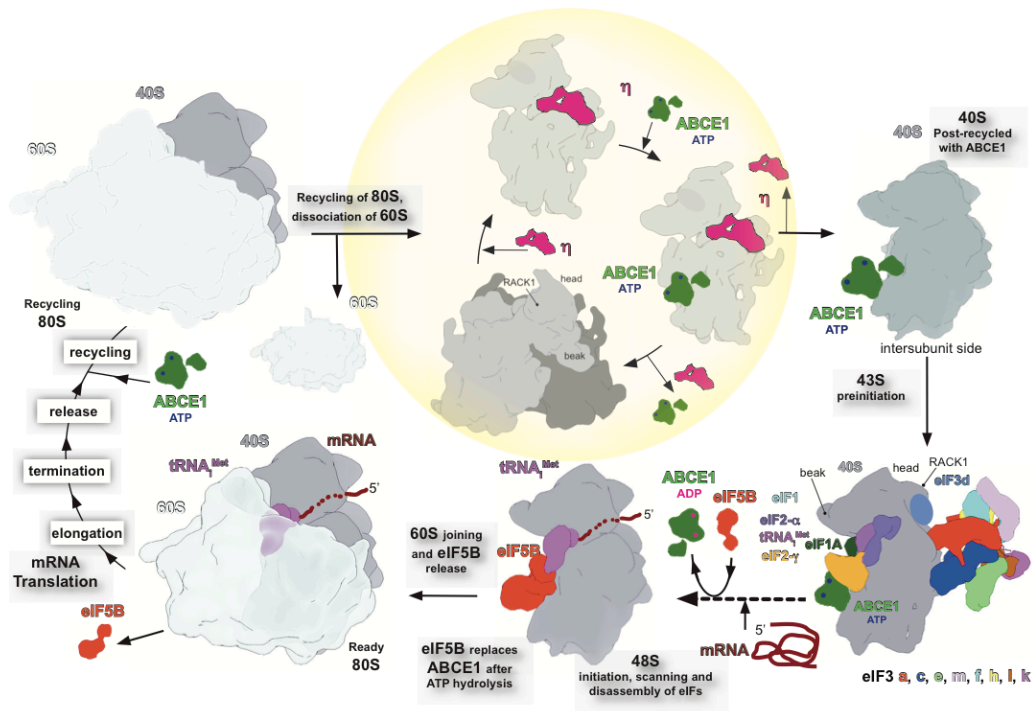 40S
60S
Recycling of 80S,
dissociation of 60S
60S
Recycling
80S
recycling
release
termination
elongation
mRNA
Translation
ABCE1
ATP
η
ABCE1
ATP
η
η
ABCE1
ATP
RACK1
head
beak
40S
40S
Post-recycled
with ABCE1
ABCE1
ATP
intersubunit side
43S
preinitiation
40S
mRNA
tRNAiMet
5'
60S
eIF5B
Ready
80S
60S joining
and eIF5B
release
eIF5B replaces
ABCE1 after
ATP hydrolysis
tRNAiMet
5'
eIF5B
48S
initiation, scanning and
disassembly of eIFs
ABCE1
ADP
eIF5B
mRNA
5'
eIF1
eIF2-α
tRNAiMet
eIF1A
eIF2-γ
beak
40S
head
RACK1
eIF3d
ABCE1
ATP
eIF3 a, c, e, m, f, h, l, k